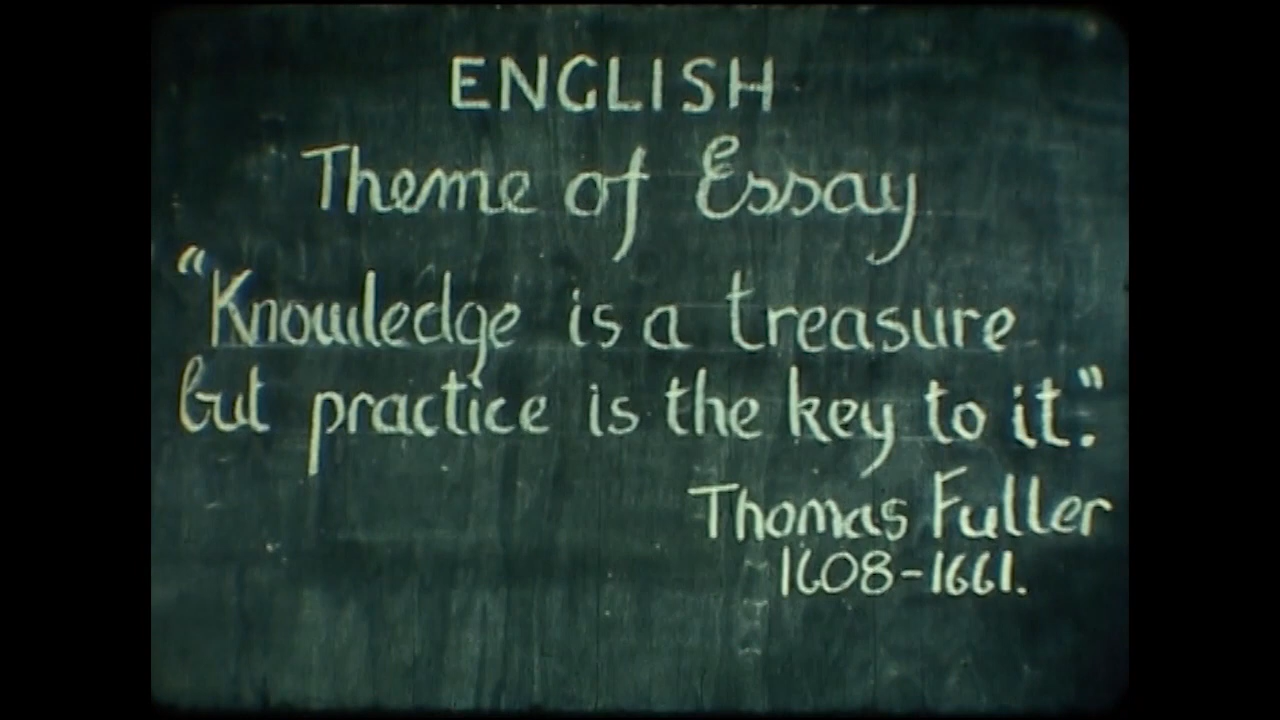 ENGLISH
Theme of Essay
"Knowledge is a treasure
but practice is the key to it."
Thomas Fuller
1608-1661.